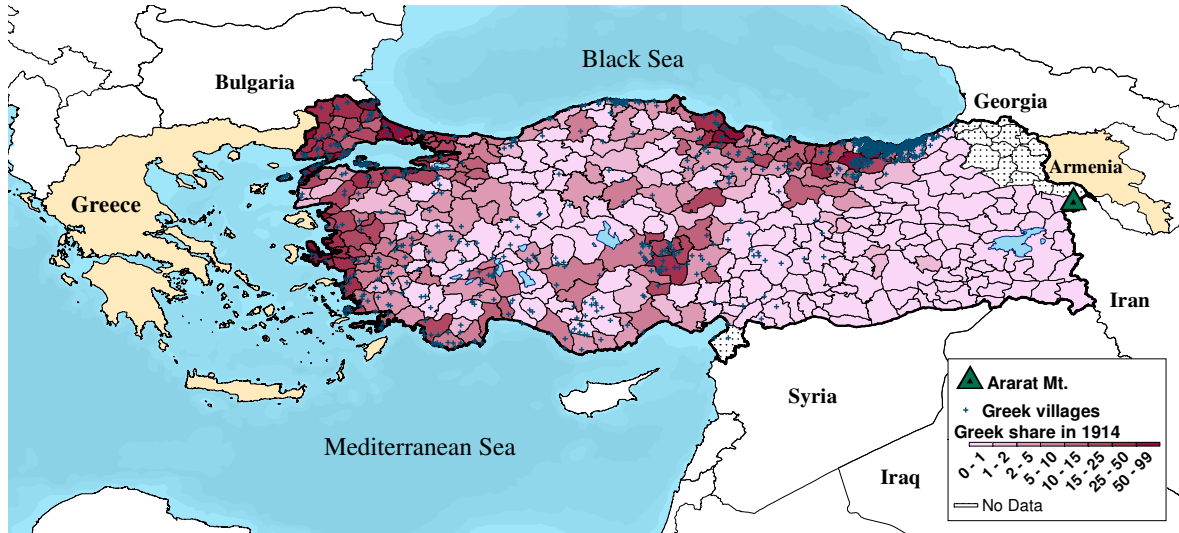 Black Sea
Bulgaria
Georgia
Armenia
Greece
Iran
Syria
Mediterranean Sea
Iraq
Ararat Mt.
Greek villages
Greek share in 1914
0 - 1
1 - 2
2 - 5
5 - 10
10 - 15
15 - 25
25 - 50
50 - 99
No Data